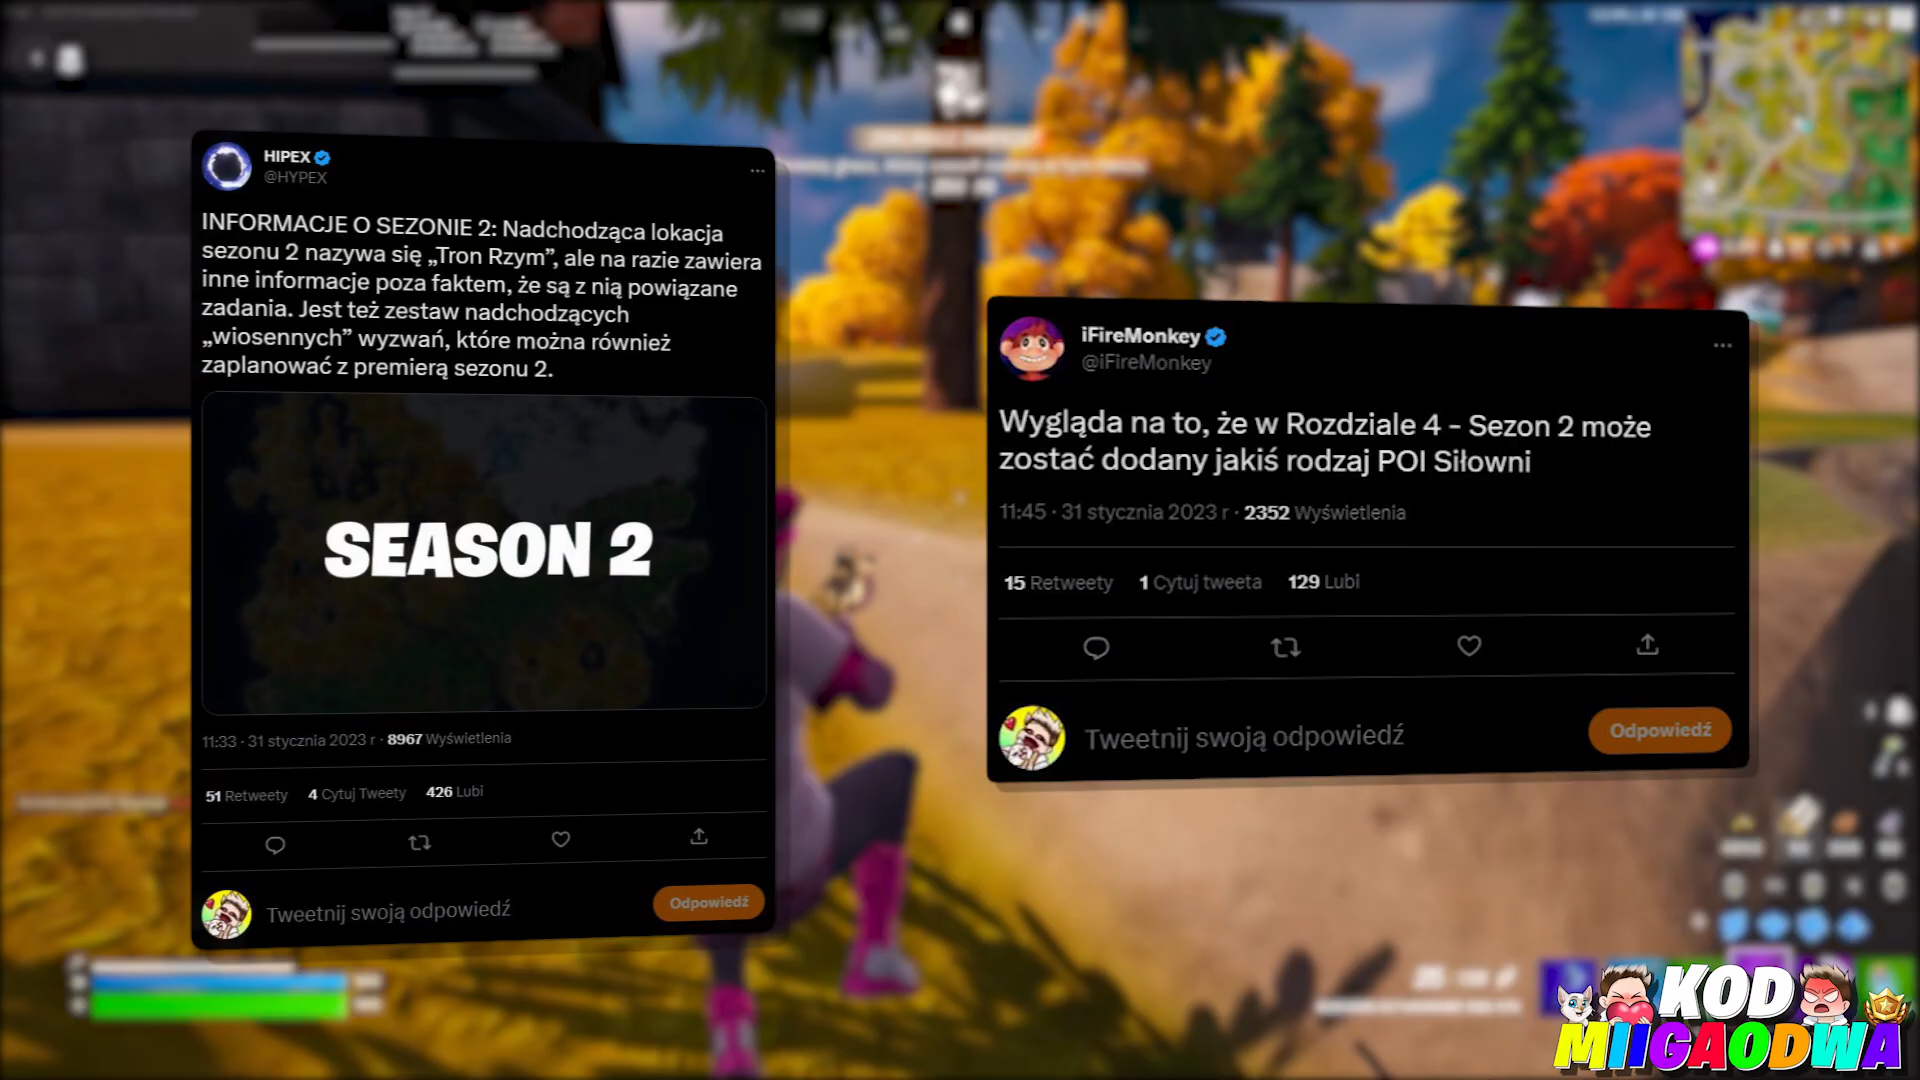 HIPEX
@HYPEX
INFORMACJE O SEZONIE 2: Nadchodząca lokacja
sezonu 2 nazywa się „Tron Rzym”, ale na razie zawiera
inne informacje poza faktem, że są z nią powiązane
zadania. Jest też zestaw nadchodzących
„wiosennych” wyzwań, które można również
zaplanować z premierą sezonu 2.
SEASON 2
11:33 · 31 stycznia 2023 r · 8967 Wyświetlenia
51 Retweety 4 Cytuj Tweety 426 Lubi
Tweetnij swoją odpowiedź
Odpowiedź
iFireMonkey
@iFireMonkey
Wygląda na to, że w Rozdziale 4 - Sezon 2 może
zostać dodany jakiś rodzaj POI Siłowni
11:45 · 31 stycznia 2023 r · 2352 Wyświetlenia
15 Retweety 1 Cytuj tweeta 129 Lubi
Tweetnij swoją odpowiedź
Odpowiedź
KOD
MIIGAODWA